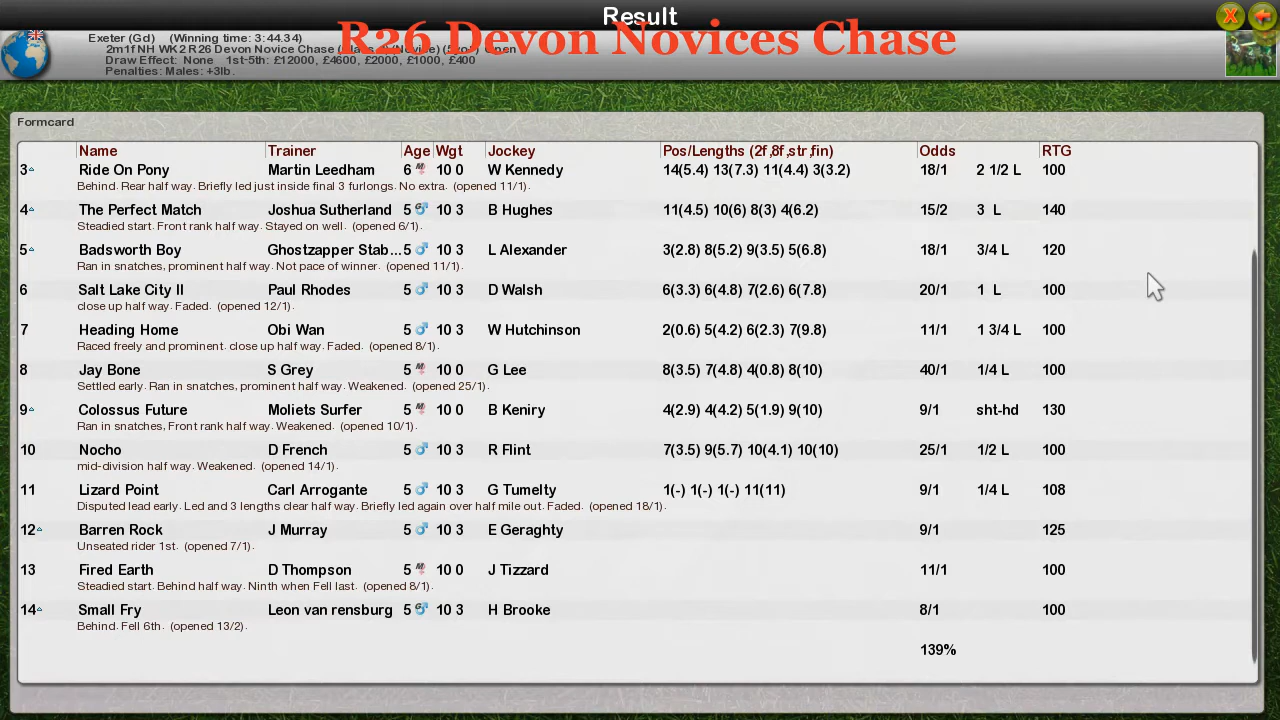 Result
R26 Devon Novices Chase
Exeter (Gd) (Winning time: 3:44.34)
2m1f NH WK2 R26 Devon Novice Chase (Novice) Open
Draw Effect: None 1st-5th: £12000, £4600, £2000, £1000, £400
Penalties: Males: +3lb.
Formcard
Name Trainer Age Wgt Jockey Pos/Lengths (2f,8f,str,fin) Odds RTG
3 Ride On Pony Martin Leedham 6 10 0 W Kennedy 14(5.4) 13(7.3) 11(4.4) 3(3.2) 18/1 2 1/2 L 100
Behind. Rear half way. Briefly led just inside final 3 furlongs. No extra. (opened 11/1).
4 The Perfect Match Joshua Sutherland 5 10 3 B Hughes 11(4.5) 10(6) 8(3) 4(6.2) 15/2 3 L 140
Steadied start. Front rank half way. Stayed on well. (opened 6/1).
5 Badsworth Boy Ghostzapper Stab... 5 10 3 L Alexander 3(2.8) 8(5.2) 9(3.5) 5(6.8) 18/1 3/4 L 120
Ran in snatches, prominent half way. Not pace of winner. (opened 11/1).
6 Salt Lake City II Paul Rhodes 5 10 3 D Walsh 6(3.3) 6(4.8) 7(2.6) 6(7.8) 20/1 1 L 100
close up half way. Faded. (opened 12/1).
7 Heading Home Obi Wan 5 10 3 W Hutchinson 2(0.6) 5(4.2) 6(2.3) 7(9.8) 11/1 1 3/4 L 100
Raced freely and prominent. close up half way. Faded. (opened 8/1).
8 Jay Bone S Grey 5 10 0 G Lee 8(3.5) 7(4.8) 4(0.8) 8(10) 40/1 1/4 L 100
Settled early. Ran in snatches, prominent half way. Weakened. (opened 25/1).
9 Colossus Future Moliets Surfer 5 10 0 B Keniry 4(2.9) 4(4.2) 5(1.9) 9(10) 9/1 sht-hd 130
Ran in snatches, Front rank half way. Weakened. (opened 10/1).
10 Nocho D French 5 10 3 R Flint 7(3.5) 9(5.7) 10(4.1) 10(10) 25/1 1/2 L 100
mid-division half way. Weakened. (opened 14/1).
11 Lizard Point Carl Arrogante 5 10 3 G Tumelty 1(-) 1(-) 1(-) 11(11) 9/1 1/4 L 108
Disputed lead early. Led and 3 lengths clear half way. Briefly led again over half mile out. Faded. (opened 18/1).
12 Barren Rock J Murray 5 10 3 E Geraghty 9/1 125
Unseated rider 1st. (opened 7/1).
13 Fired Earth D Thompson 5 10 0 J Tizzard 11/1 100
Steadied start. Behind half way. Ninth when Fell last. (opened 8/1).
14 Small Fry Leon van rensburg 5 10 3 H Brooke 8/1 100
Behind. Fell 6th. (opened 13/2).
139%